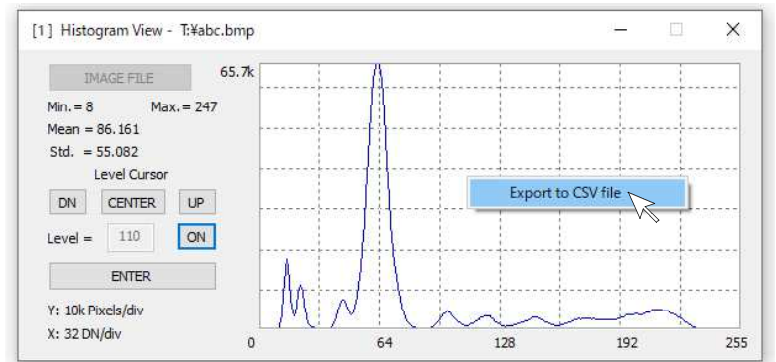 [1] Histogram View - T:¥abc.bmp
IMAGE FILE
65.7k
Min. = 8 Max. = 247
Mean = 86.161
Std. = 55.082
Level Cursor
DN CENTER UP
Level = 110 ON
ENTER
Y: 10k Pixels/div
X: 32 DN/div
Export to CSV file
0 64 128 192 255